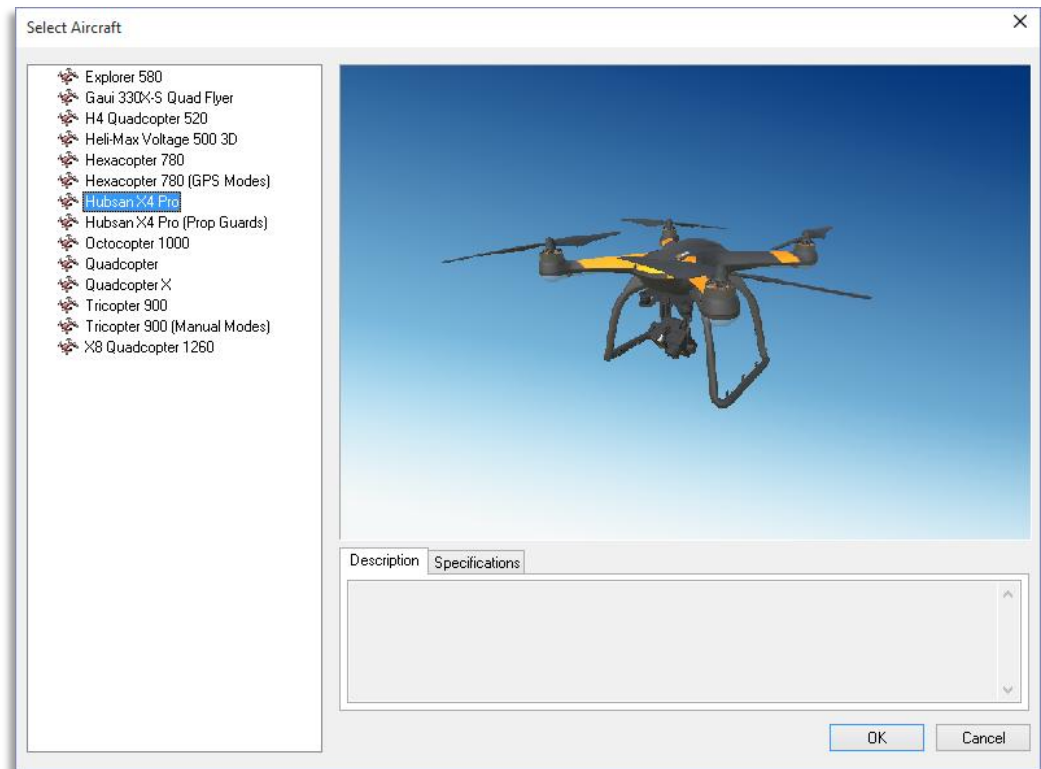 Select Aircraft
Explorer 580
Gaui 330X-S Quad Flyer
H4 Quadcopter 520
Heli-Max Voltage 500 3D
Hexacopter 780
Hexacopter 780 (GPS Modes)
Hubsan X4 Pro
Hubsan X4 Pro (Prop Guards)
Octocopter 1000
Quadcopter
Quadcopter X
Tricopter 900
Tricopter 900 (Manual Modes)
X8 Quadcopter 1260
Description Specifications
OK Cancel